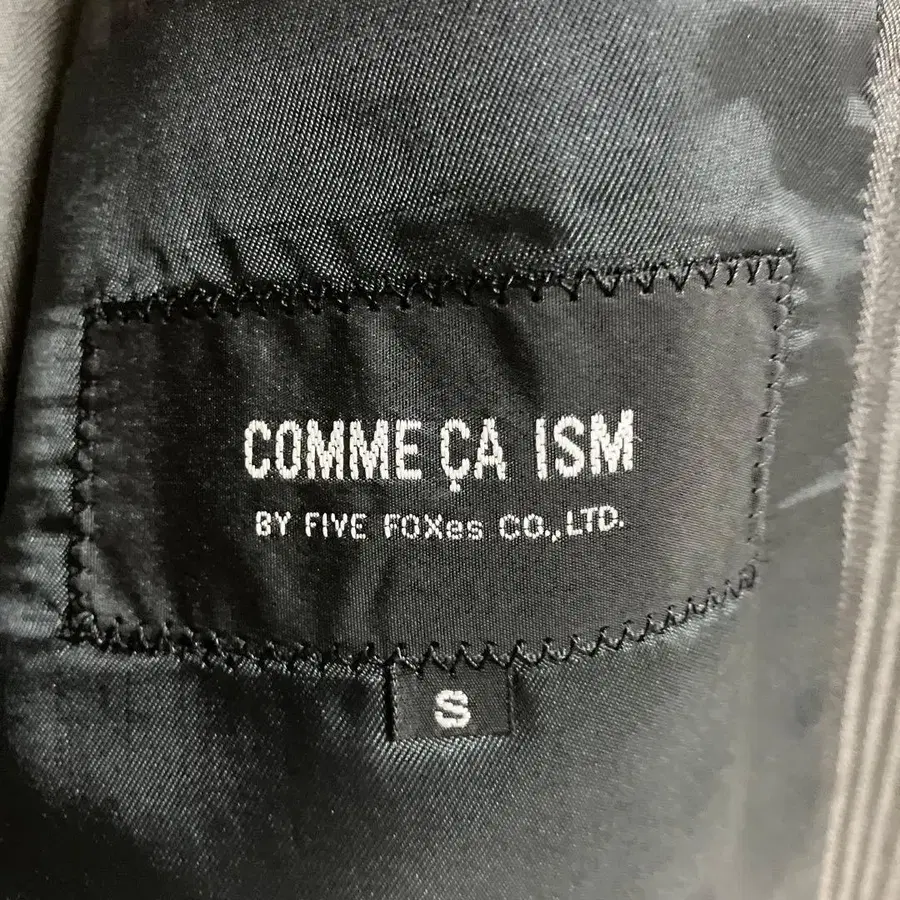 COMME ÇA ISM
BY FIVE FOXes CO.,LTD.
S